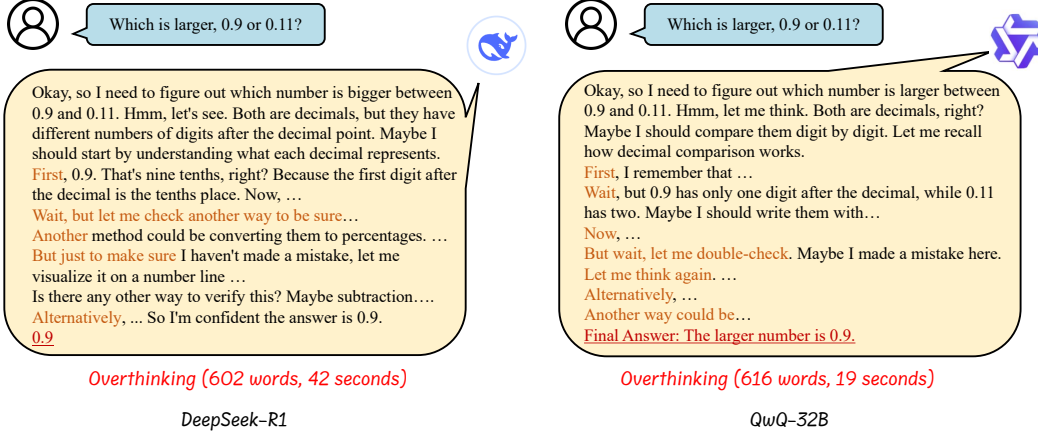 Which is larger, 0.9 or 0.11?
Okay, so I need to figure out which number is bigger between
0.9 and 0.11. Hmm, let's see. Both are decimals, but they have
different numbers of digits after the decimal point. Maybe I
should start by understanding what each decimal represents.
First, 0.9. That's nine tenths, right? Because the first digit after
the decimal is the tenths place. Now, …
Wait, but let me check another way to be sure…
Another method could be converting them to percentages. …
But just to make sure I haven't made a mistake, let me
visualize it on a number line …
Is there any other way to verify this? Maybe subtraction….
Alternatively, ... So I'm confident the answer is 0.9.
0.9
Overthinking (602 words, 42 seconds)
DeepSeek-R1
Which is larger, 0.9 or 0.11?
Okay, so I need to figure out which number is larger between
0.9 and 0.11. Hmm, let me think. Both are decimals, right?
Maybe I should compare them digit by digit. Let me recall
how decimal comparison works.
First, I remember that …
Wait, but 0.9 has only one digit after the decimal, while 0.11
has two. Maybe I should write them with…
Now, …
But wait, let me double-check. Maybe I made a mistake here.
Let me think again. …
Alternatively, …
Another way could be…
Final Answer: The larger number is 0.9.
Overthinking (616 words, 19 seconds)
QwQ-32B